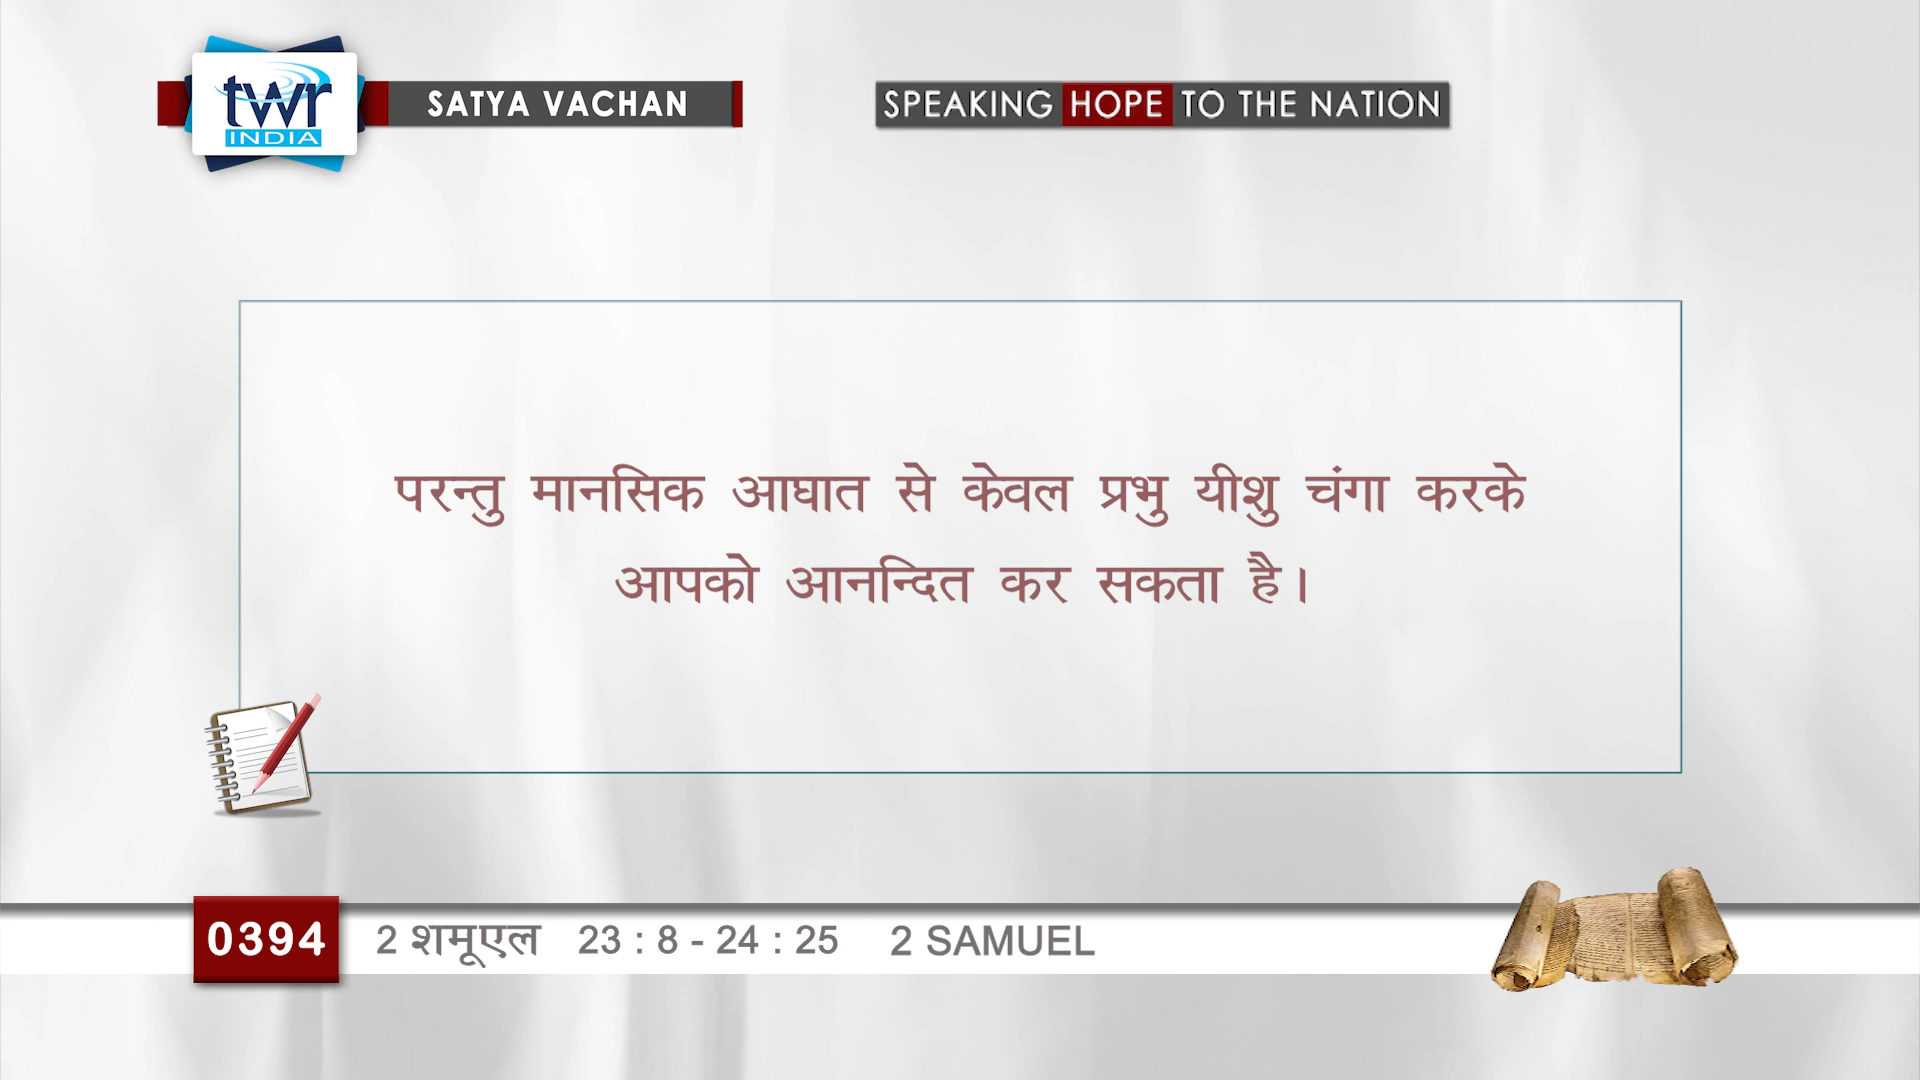 twr
INDIA
SATYA VACHAN
SPEAKING HOPE TO THE NATION
परन्तु मानसिक आघात से केवल प्रभु यीशु चंगा करके
आपको आनन्दित कर सकता है।
0394 2 शमूएल 23 : 8 - 24 : 25 2 SAMUEL